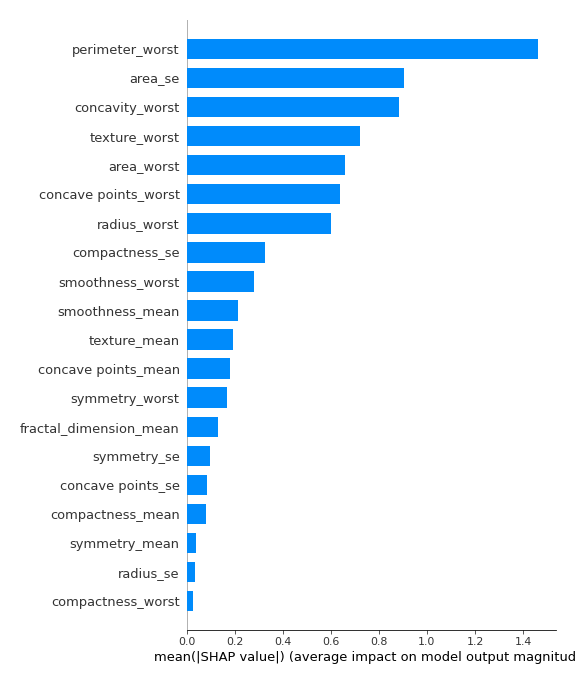 perimeter_worst
area_se
concavity_worst
texture_worst
area_worst
concave points_worst
radius_worst
compactness_se
smoothness_worst
smoothness_mean
texture_mean
concave points_mean
symmetry_worst
fractal_dimension_mean
symmetry_se
concave points_se
compactness_mean
symmetry_mean
radius_se
compactness_worst
0.0 0.2 0.4 0.6 0.8 1.0 1.2 1.4
mean(|SHAP value|) (average impact on model output magnitud